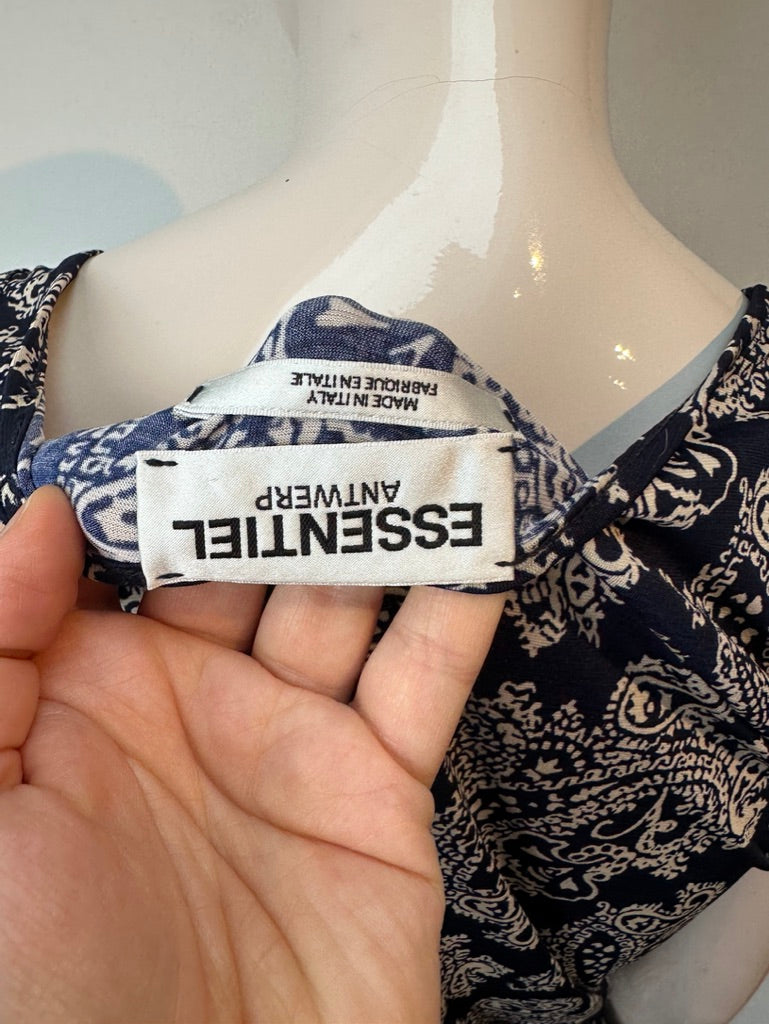 ESSENTIEL
ANTWERP
MADE IN ITALY
FABRIQUE EN ITALIE